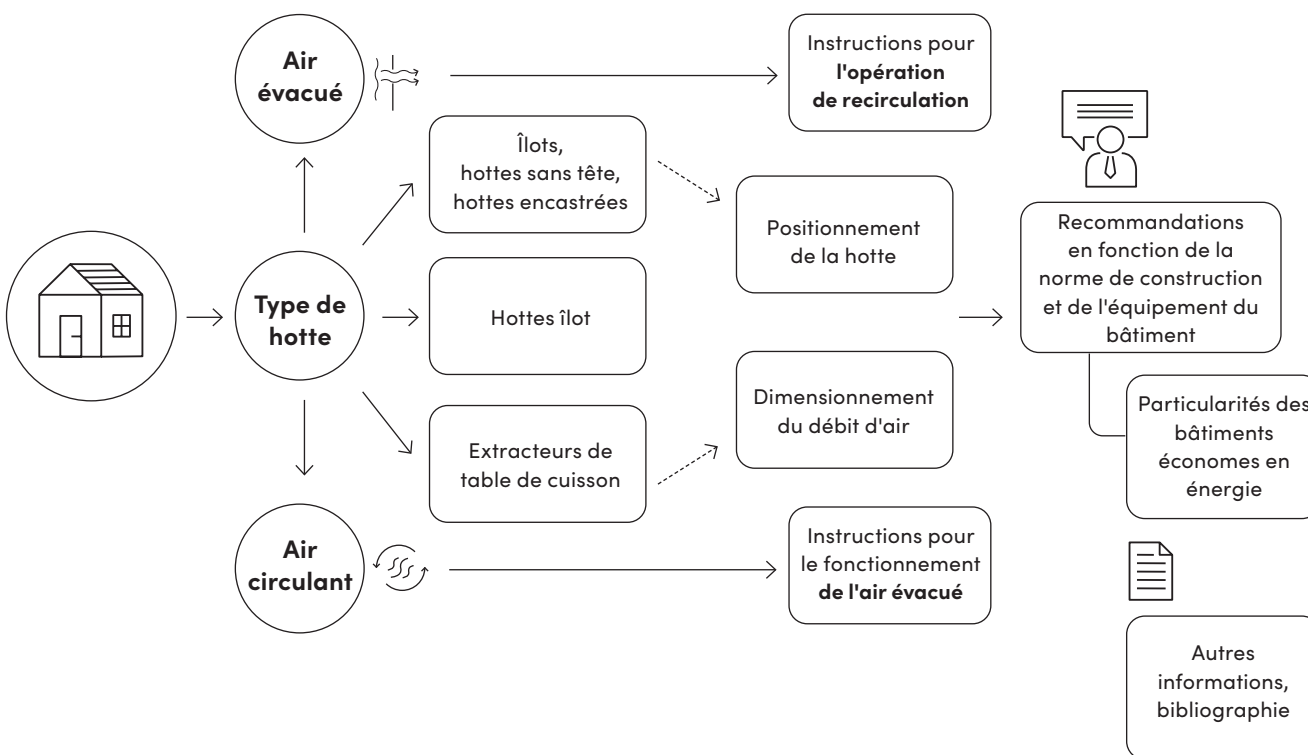 Air
évacué
Instructions pour
l'opération
de recirculation
Îlots,
hottes sans tête,
hottes encastrées
Positionnement
de la hotte
Recommandations
en fonction de la
norme de construction
et de l'équipement du
bâtiment
Type de
hotte
Hottes îlot
Dimensionnement
du débit d'air
Particularités des
bâtiments
économes en
énergie
Extracteurs de
table de cuisson
Air
circulant
Instructions pour
le fonctionnement
de l'air évacué
Autres
informations,
bibliographie